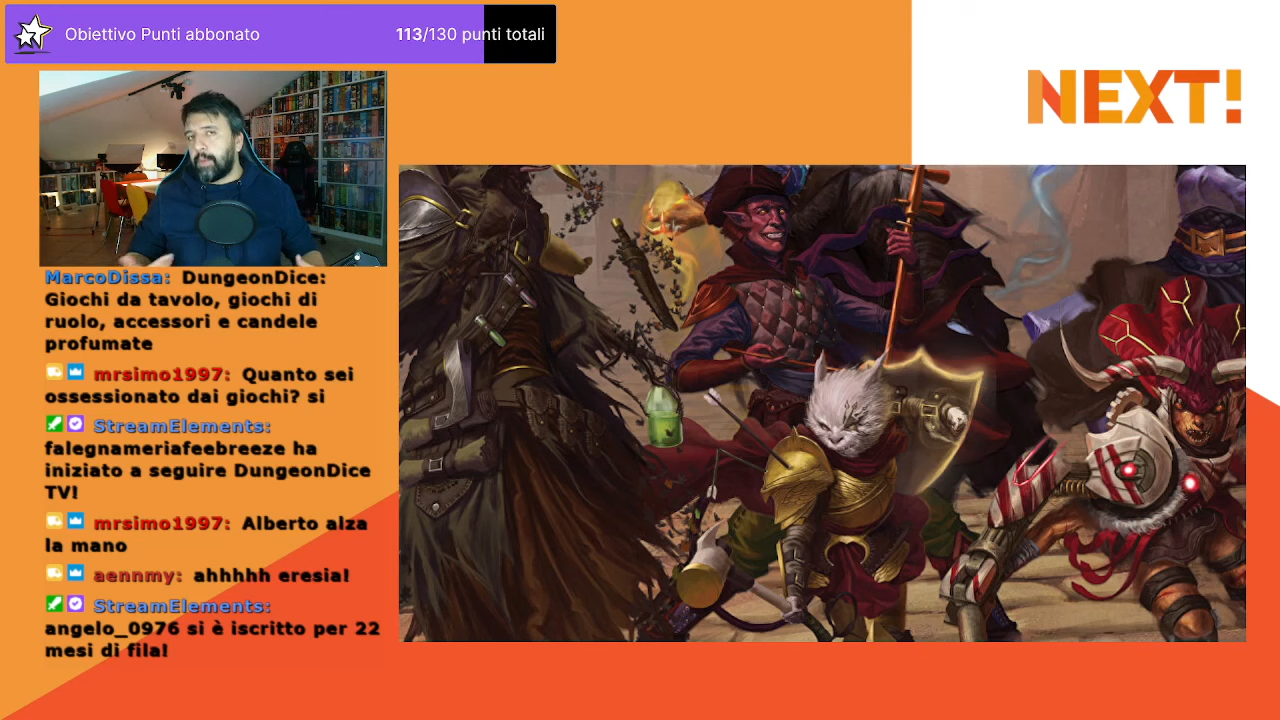 Obiettivo Punti abbonato 113/130 punti totali
NEXT!
MarcoDissa: DungeonDice:
Giochi da tavolo, giochi di
ruolo, accessori e candele
profumate
mrsimo1997: Quanto sei
ossessionato dai giochi? si
StreamElements:
falegnameriafeebreeze ha
iniziato a seguire DungeonDice
TV!
mrsimo1997: Alberto alza
la mano
aennmy: ahhhhh eresia!
StreamElements:
angelo_0976 si è iscritto per 22
mesi di fila!